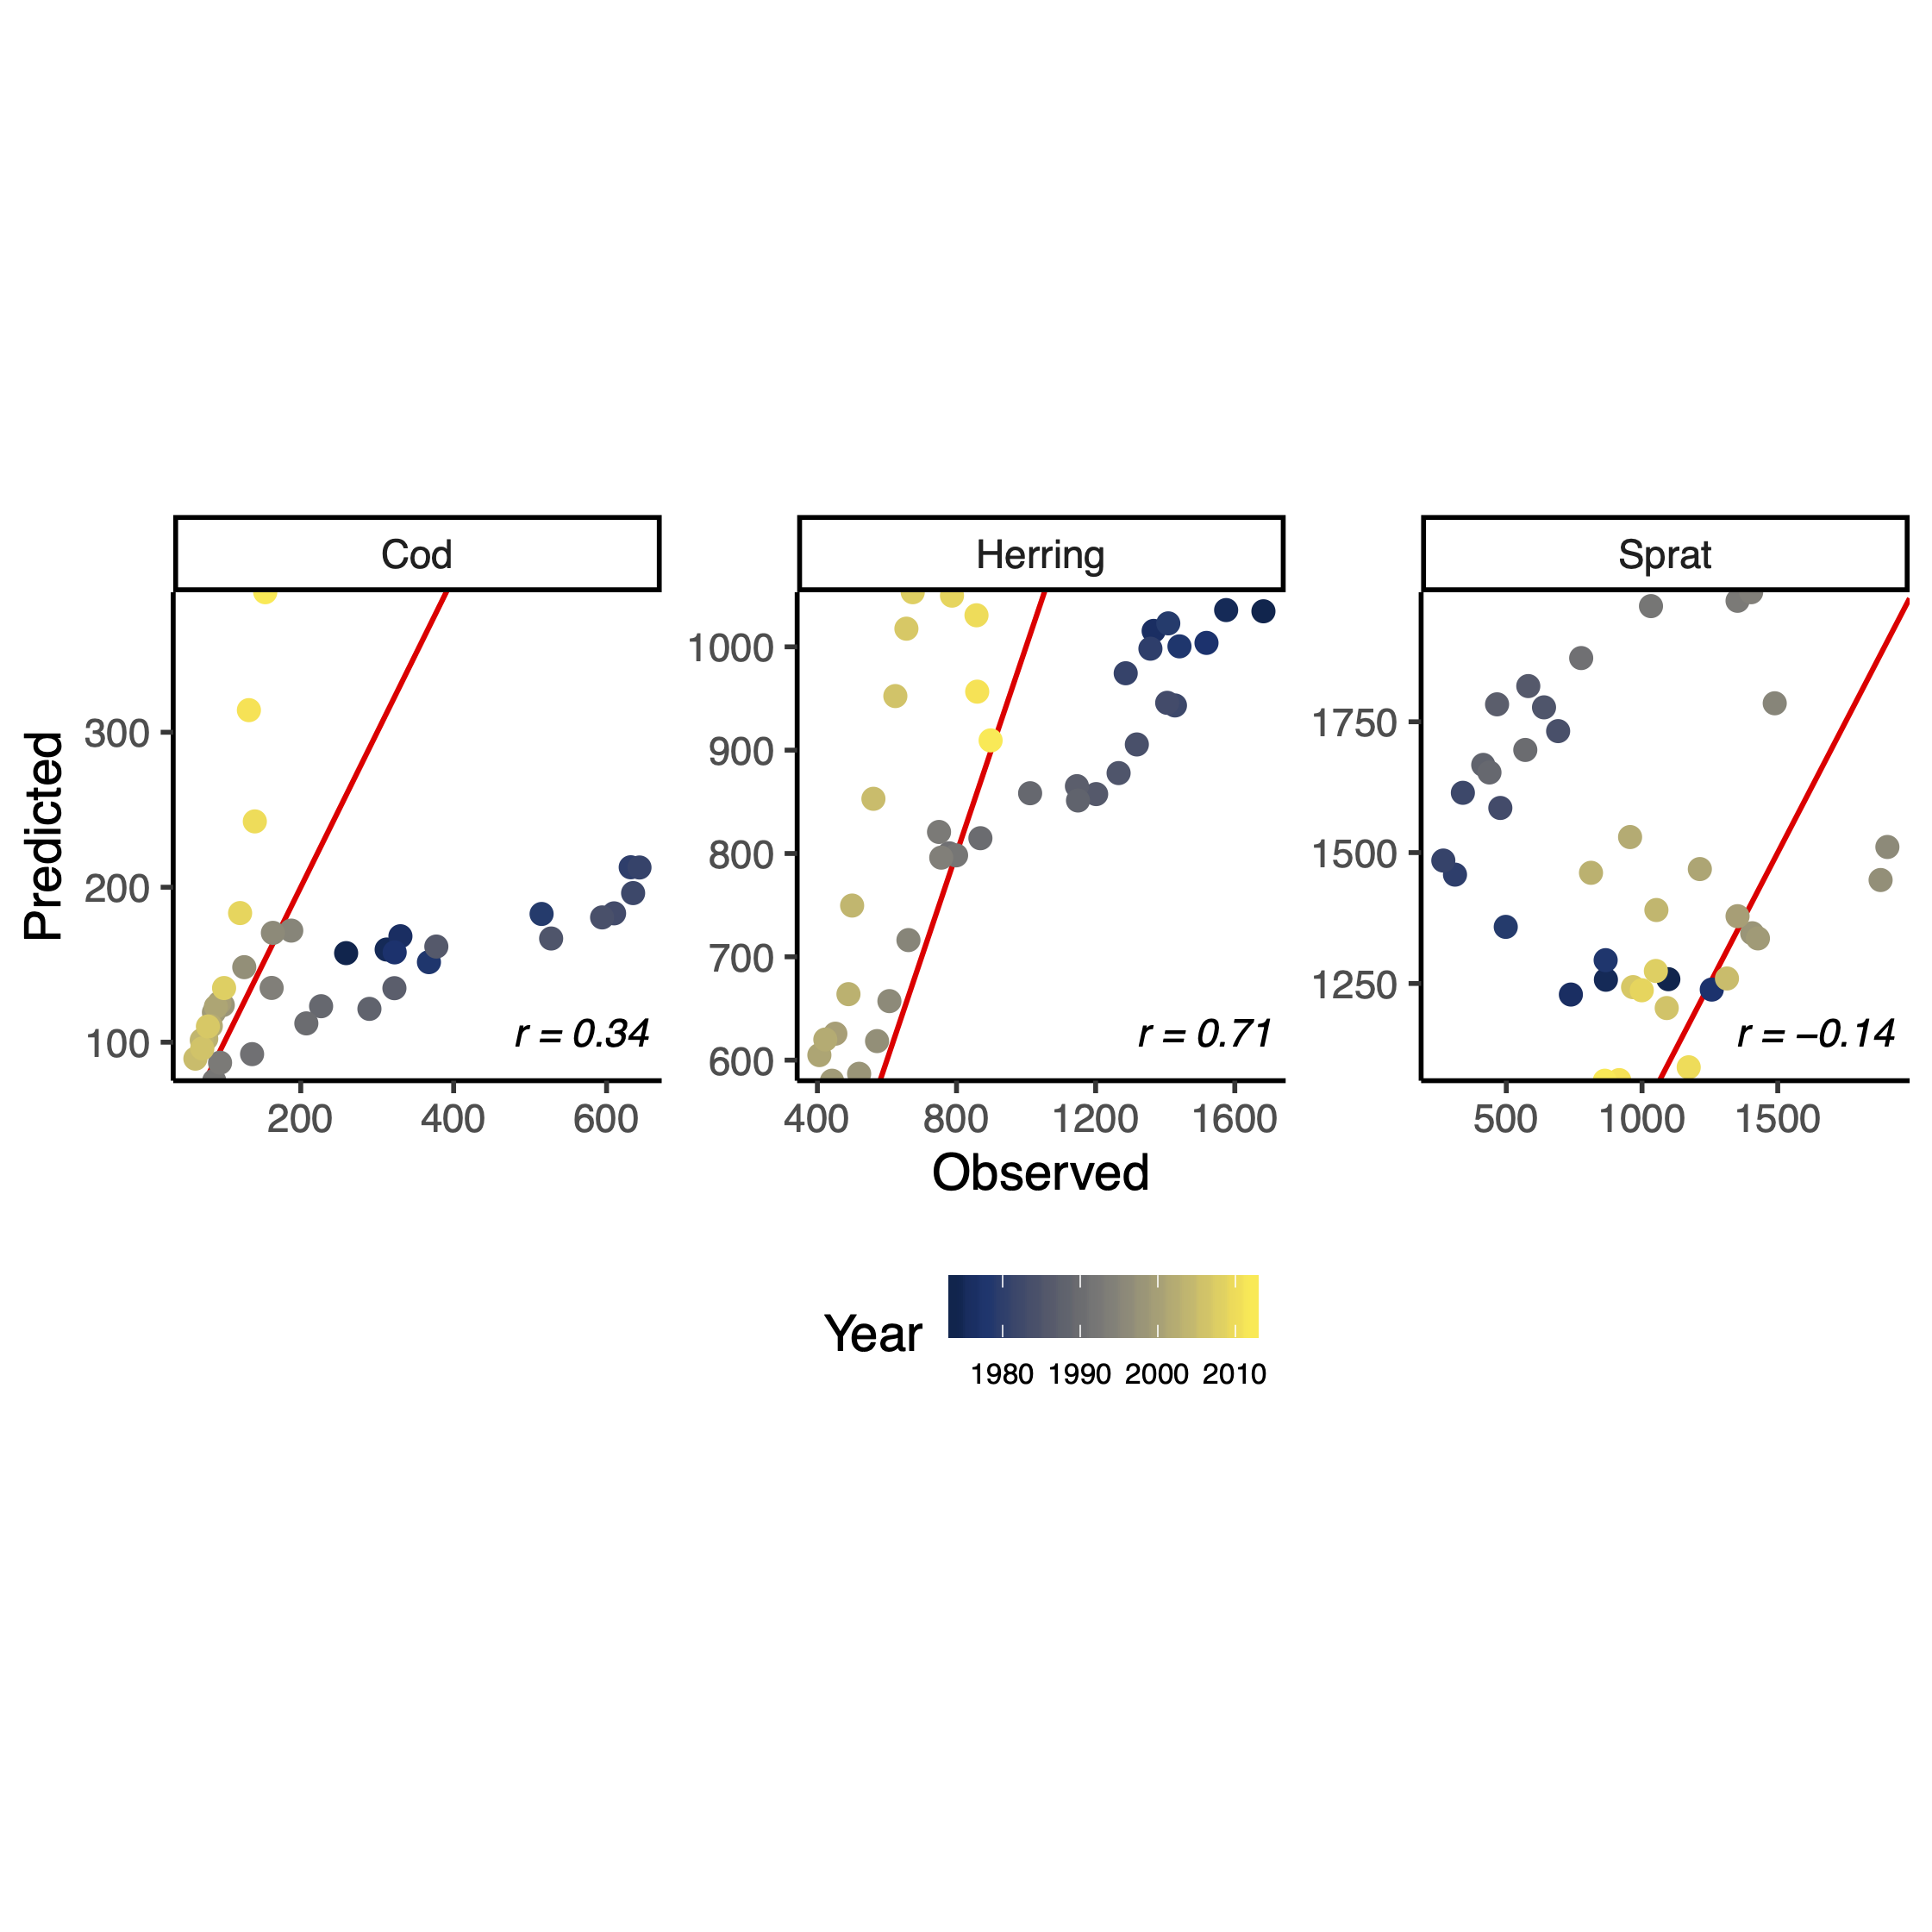 Cod
Herring
Sprat
Predicted
300
200
100
1000
900
800
700
600
1750
1500
1250
r = 0.34
r = 0.71
r = −0.14
200 400 600
400 800 1200 1600
500 1000 1500
Observed
Year
1980 1990 2000 2010